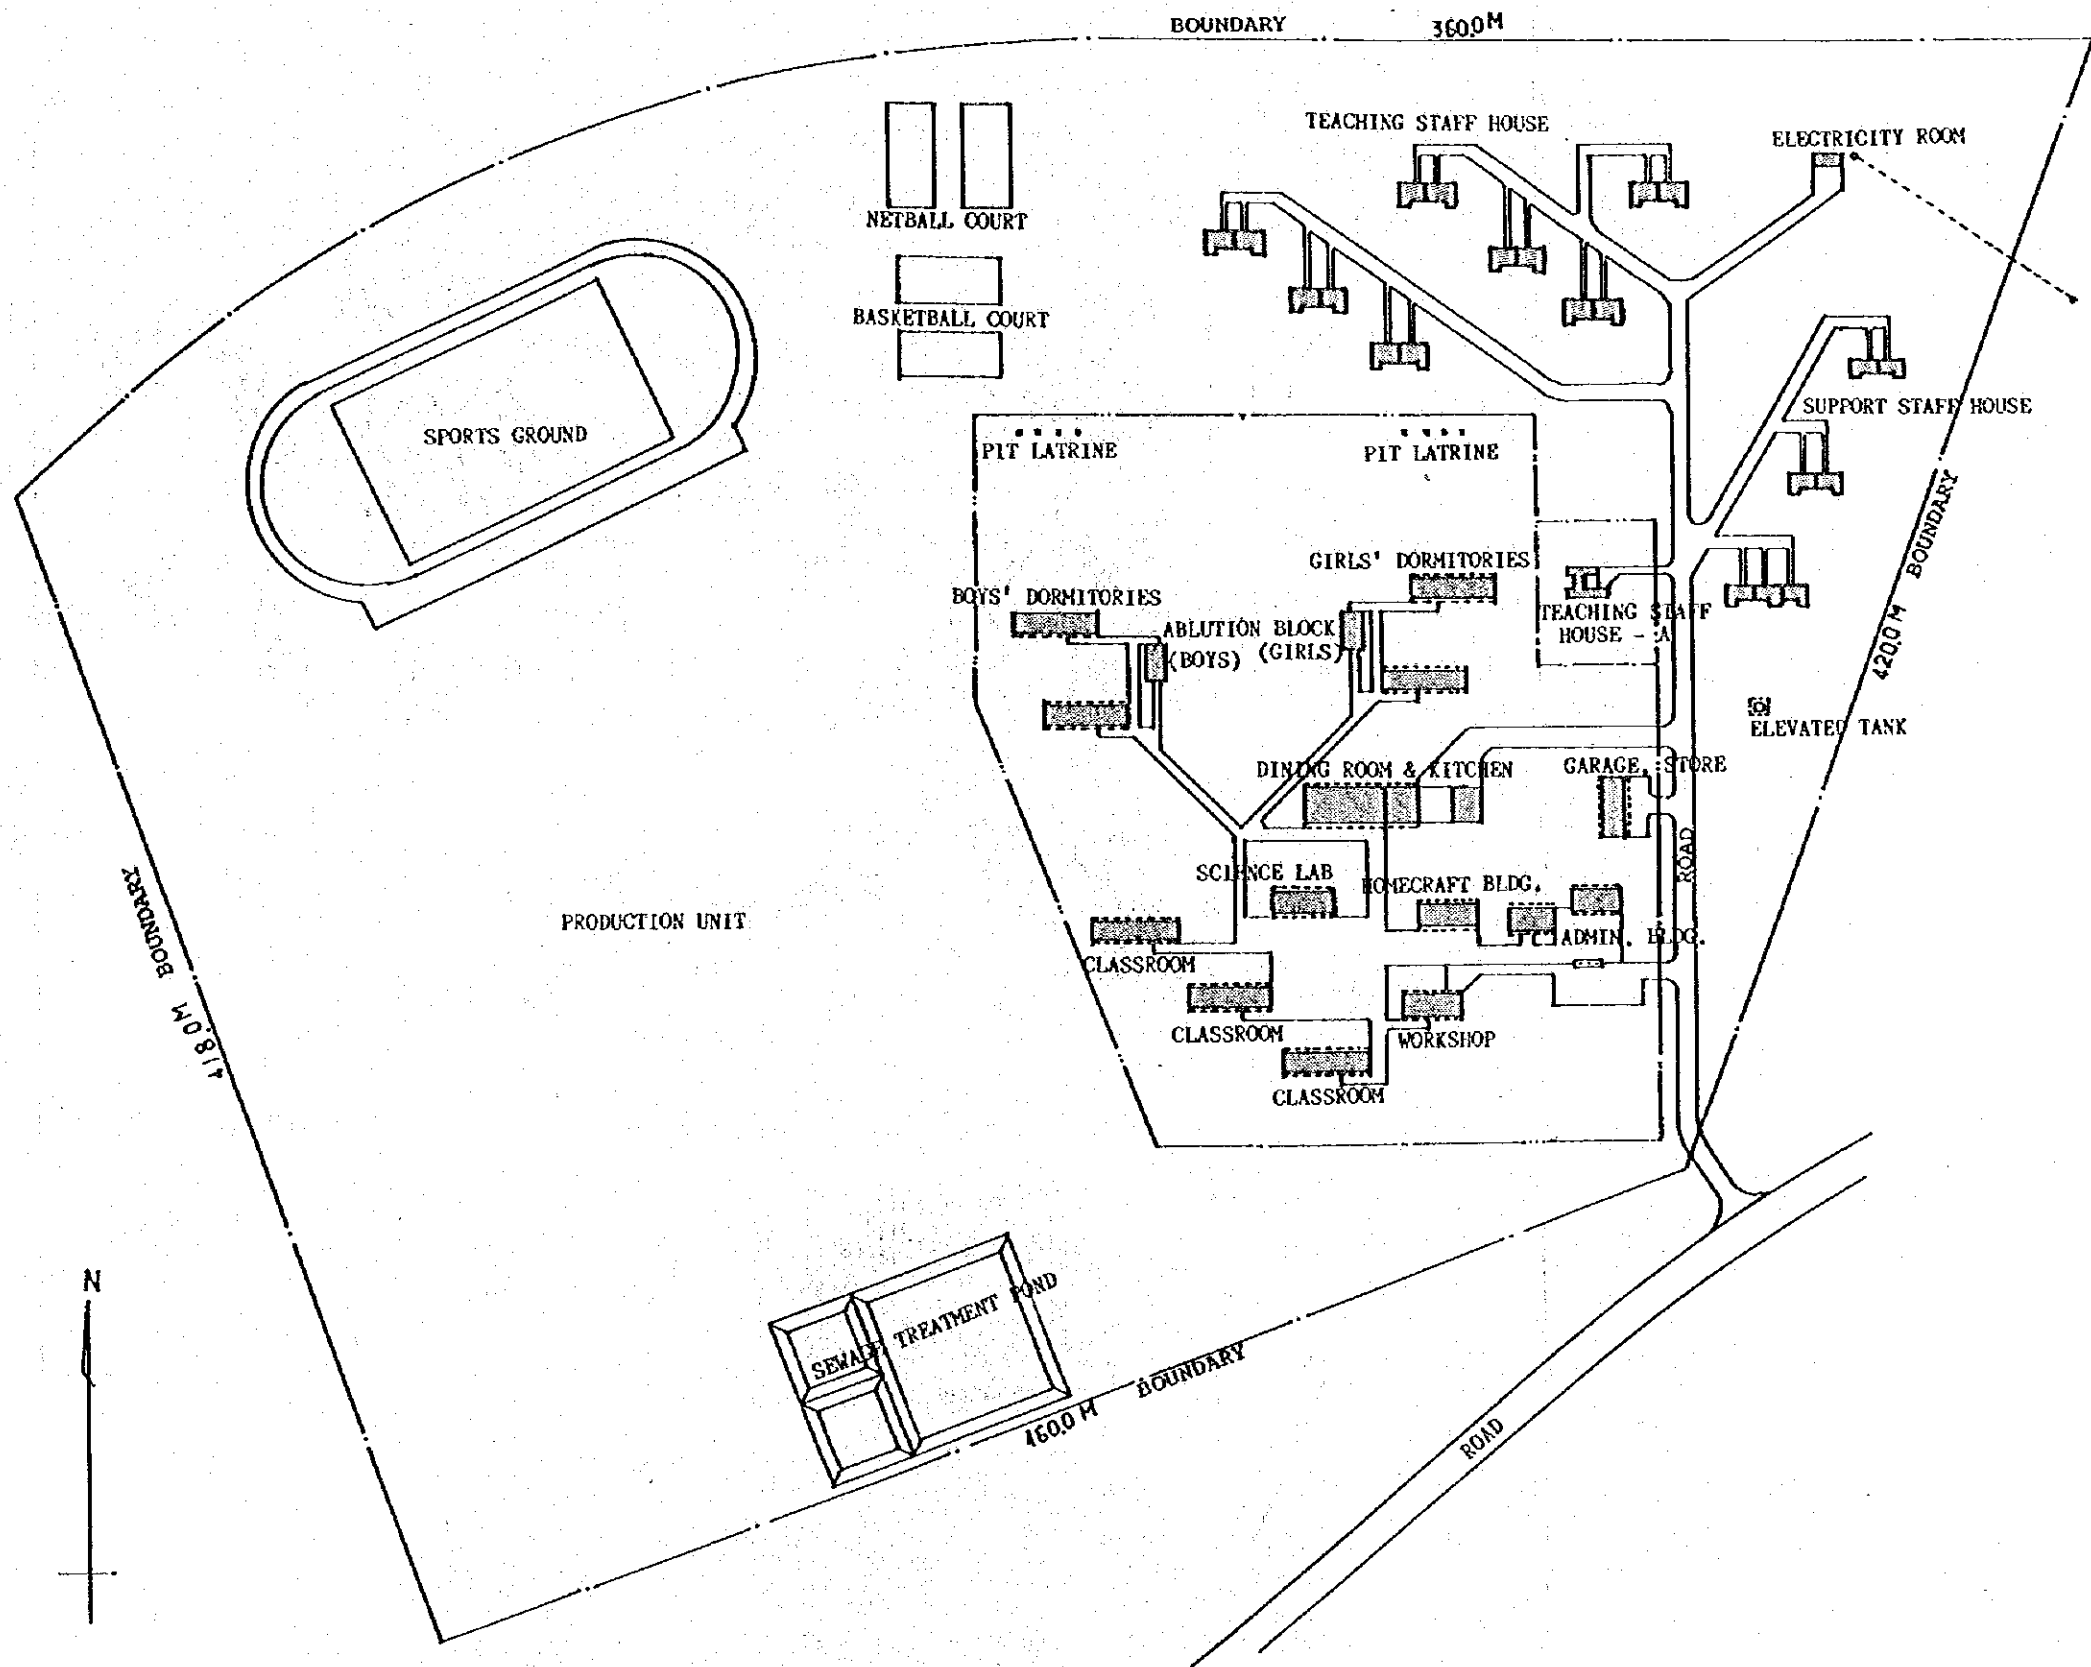 BOUNDARY 360.0M
TEACHING STAFF HOUSE
ELECTRICITY ROOM
NETBALL COURT
BASKETBALL COURT
SPORTS GROUND
SUPPORT STAFF HOUSE
PIT LATRINE
PIT LATRINE
BOUNDARY
420.0M
GIRLS' DORMITORIES
BOYS' DORMITORIES
ABLUTION BLOCK
(BOYS) (GIRLS)
TEACHING STAFF
HOUSE - A
ELEVATED TANK
DINING ROOM & KITCHEN
GARAGE, STORE
ROAD
SCIENCE LAB
HOMECRAFT BLDG.
ADMIN. BLDG.
BOUNDARY
418.0M
PRODUCTION UNIT
CLASSROOM
CLASSROOM
WORKSHOP
CLASSROOM
N
SEWAGE TREATMENT POND
BOUNDARY
460.0 M
ROAD